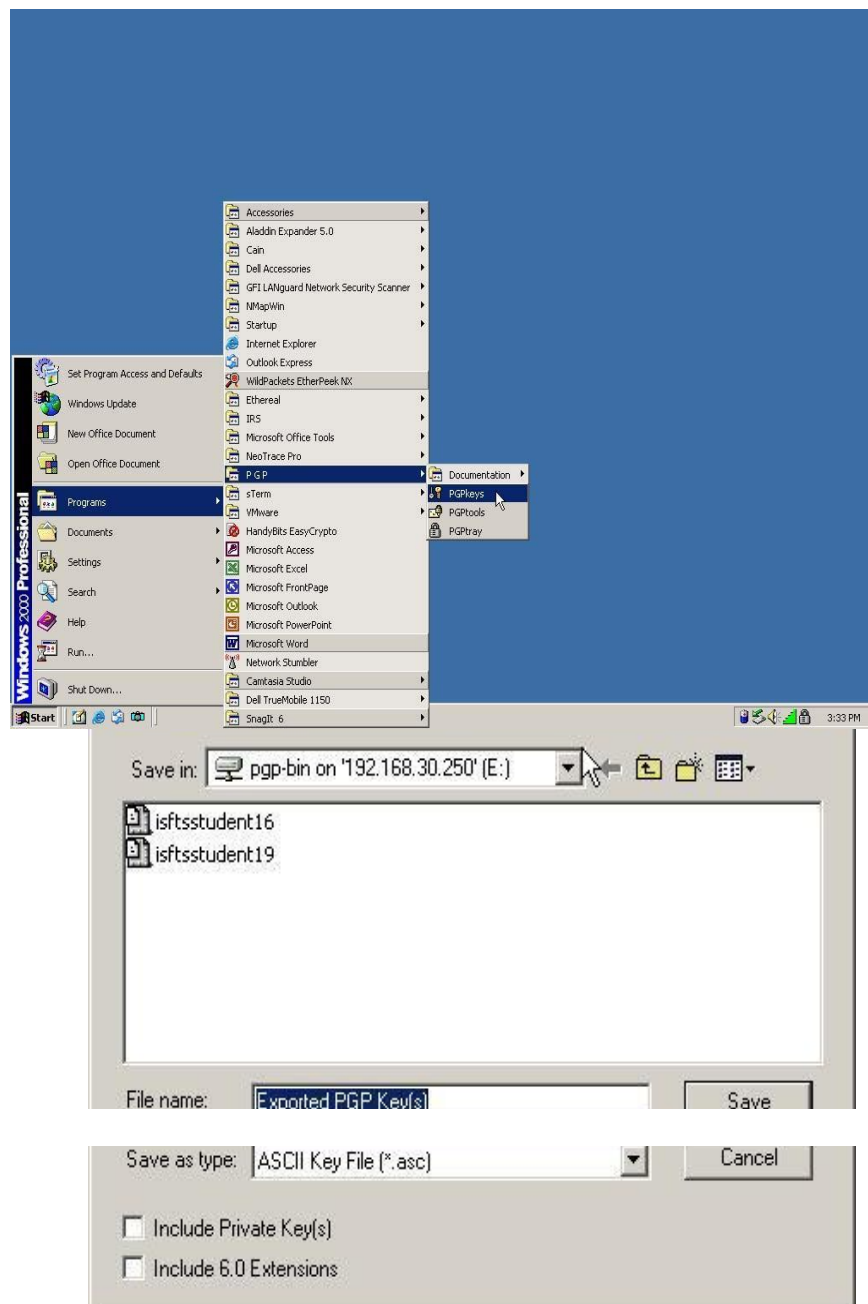 Accessories
Aladdin Expander 5.0
Cain
Dell Accessories
GFI LANguard Network Security Scanner
NMapWin
Startup
Internet Explorer
Outlook Express
WildPackets EtherPeek NX
Ethereal
IRS
Microsoft Office Tools
NeoTrace Pro
P G P
sTerm
VMware
HandyBits EasyCrypto
Microsoft Access
Microsoft Excel
Microsoft FrontPage
Microsoft Outlook
Microsoft PowerPoint
Microsoft Word
Network Stumbler
Camtasia Studio
Dell TrueMobile 1150
SnagIt 6
Documentation
PGPkeys
PGPtools
PGPtray
Set Program Access and Defaults
Windows Update
New Office Document
Open Office Document
Programs
Documents
Settings
Search
Help
Run...
Shut Down...
Windows 2000 Professional
Start
3:33 PM
Save in: pgp-bin on '192.168.30.250' (E:)
isftsstudent16
isftsstudent19
File name: Exported PGP Key(s) Save
Save as type: ASCII Key File (*.asc) Cancel
Include Private Key(s)
Include 6.0 Extensions